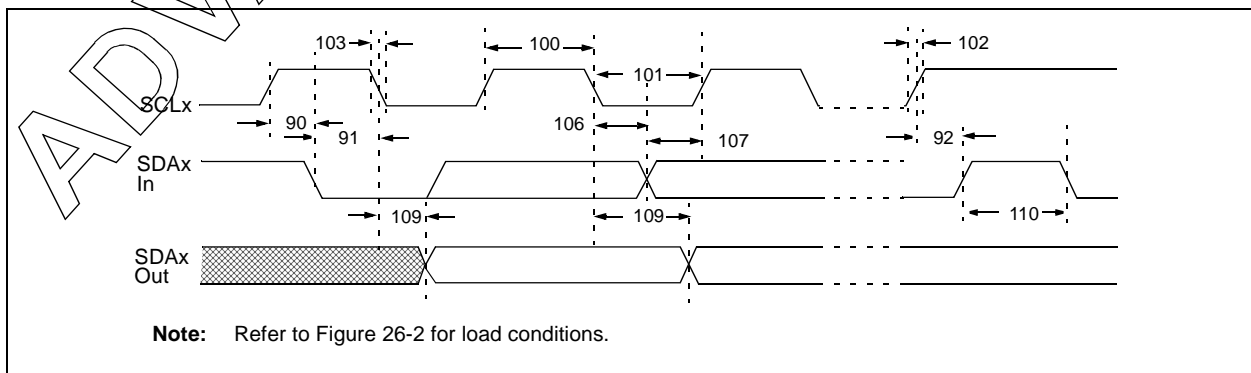 103
100
102
101
SCLx
90
91
106
107
92
SDAx
In
109
109
110
SDAx
Out
Note: Refer to Figure 26-2 for load conditions.
ADV